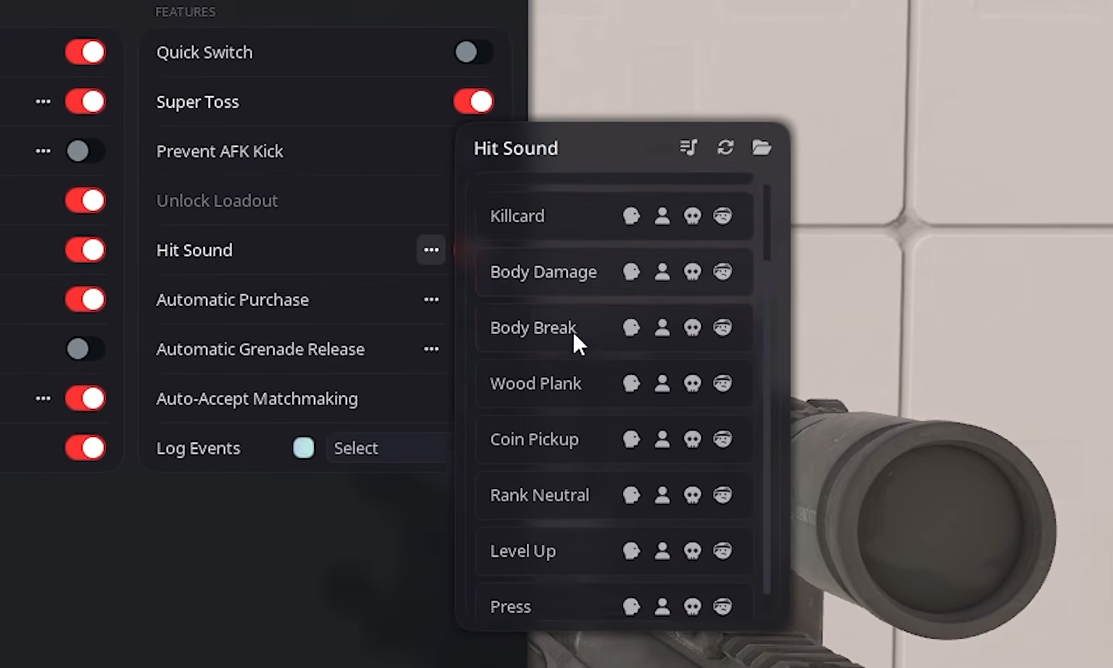 FEATURES
Quick Switch
Super Toss
Prevent AFK Kick
Unlock Loadout
Hit Sound
Automatic Purchase
Automatic Grenade Release
Auto-Accept Matchmaking
Log Events
Select
Hit Sound
Killcard
Body Damage
Body Break
Wood Plank
Coin Pickup
Rank Neutral
Level Up
Press